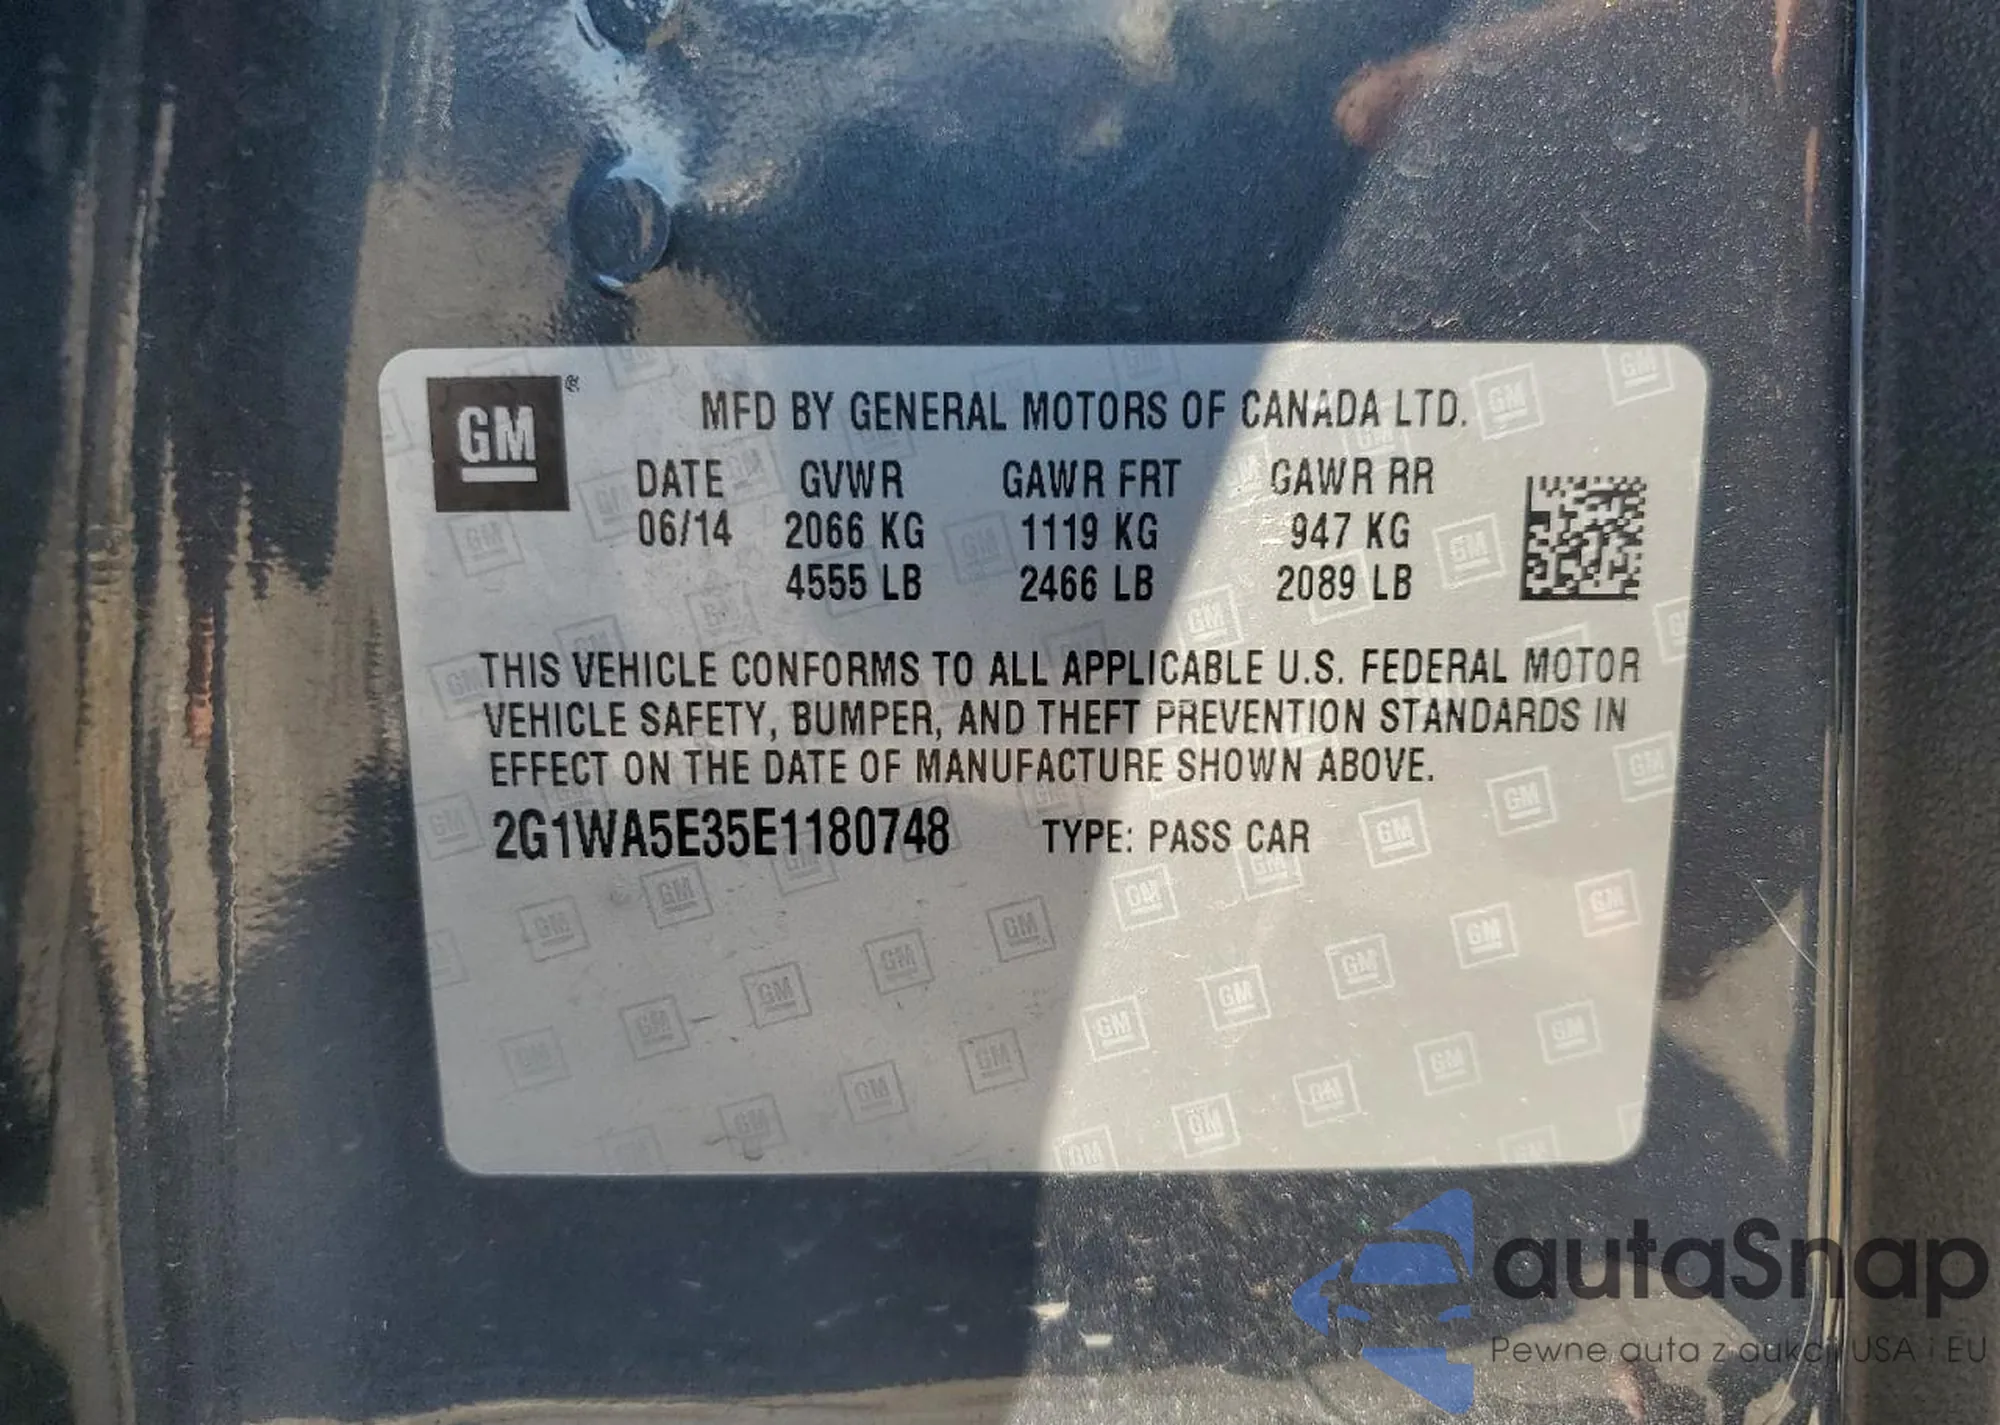 GM®
MFD BY GENERAL MOTORS OF CANADA LTD.
DATE GVWR GAWR FRT GAWR RR
06/14 2066 KG 1119 KG 947 KG
4555 LB 2466 LB 2089 LB
THIS VEHICLE CONFORMS TO ALL APPLICABLE U.S. FEDERAL MOTOR
VEHICLE SAFETY, BUMPER, AND THEFT PREVENTION STANDARDS IN
EFFECT ON THE DATE OF MANUFACTURE SHOWN ABOVE.
2G1WA5E35E1180748 TYPE: PASS CAR
autaSnap
Pewne auta z aukcji USA i EU